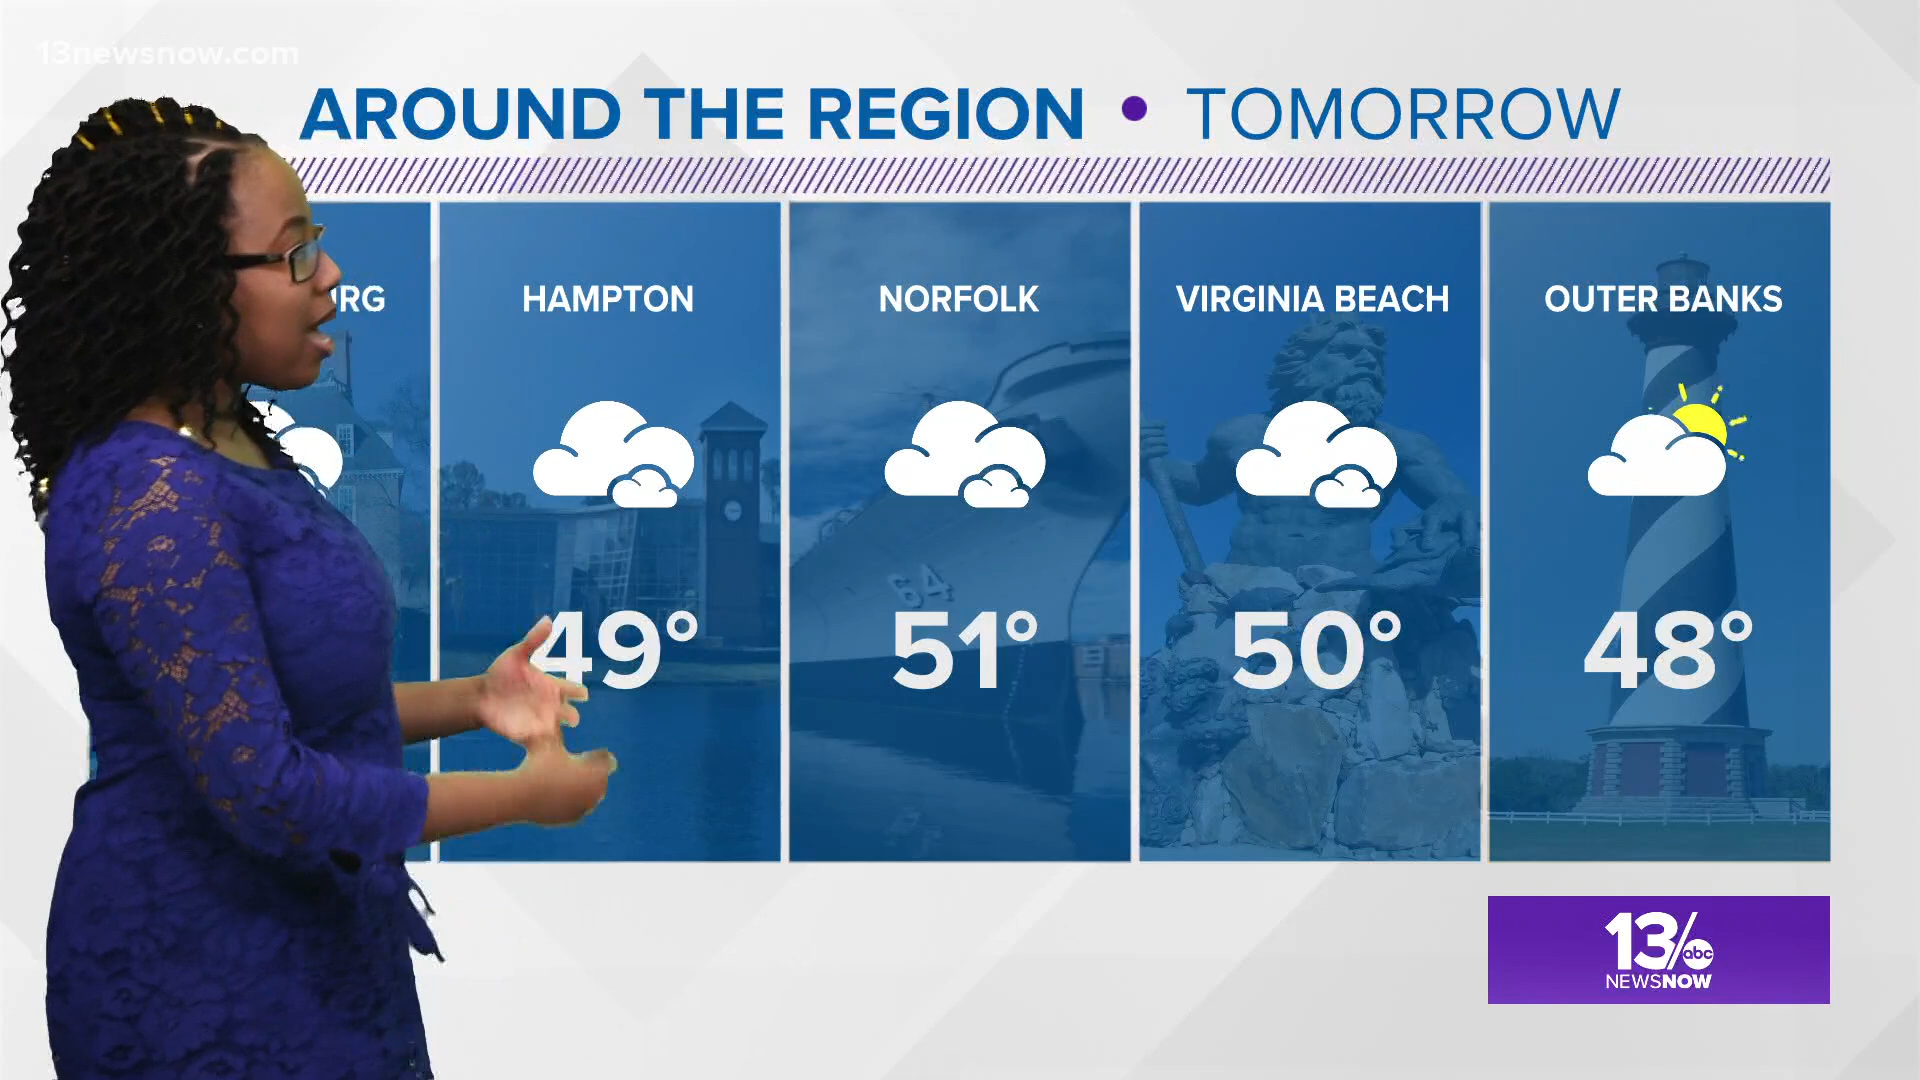 13newsnow.com
AROUND THE REGION • TOMORROW
HAMPTON
NORFOLK
VIRGINIA BEACH
OUTER BANKS
64
49°
51°
50°
48°
13/abc
NEWSNOW